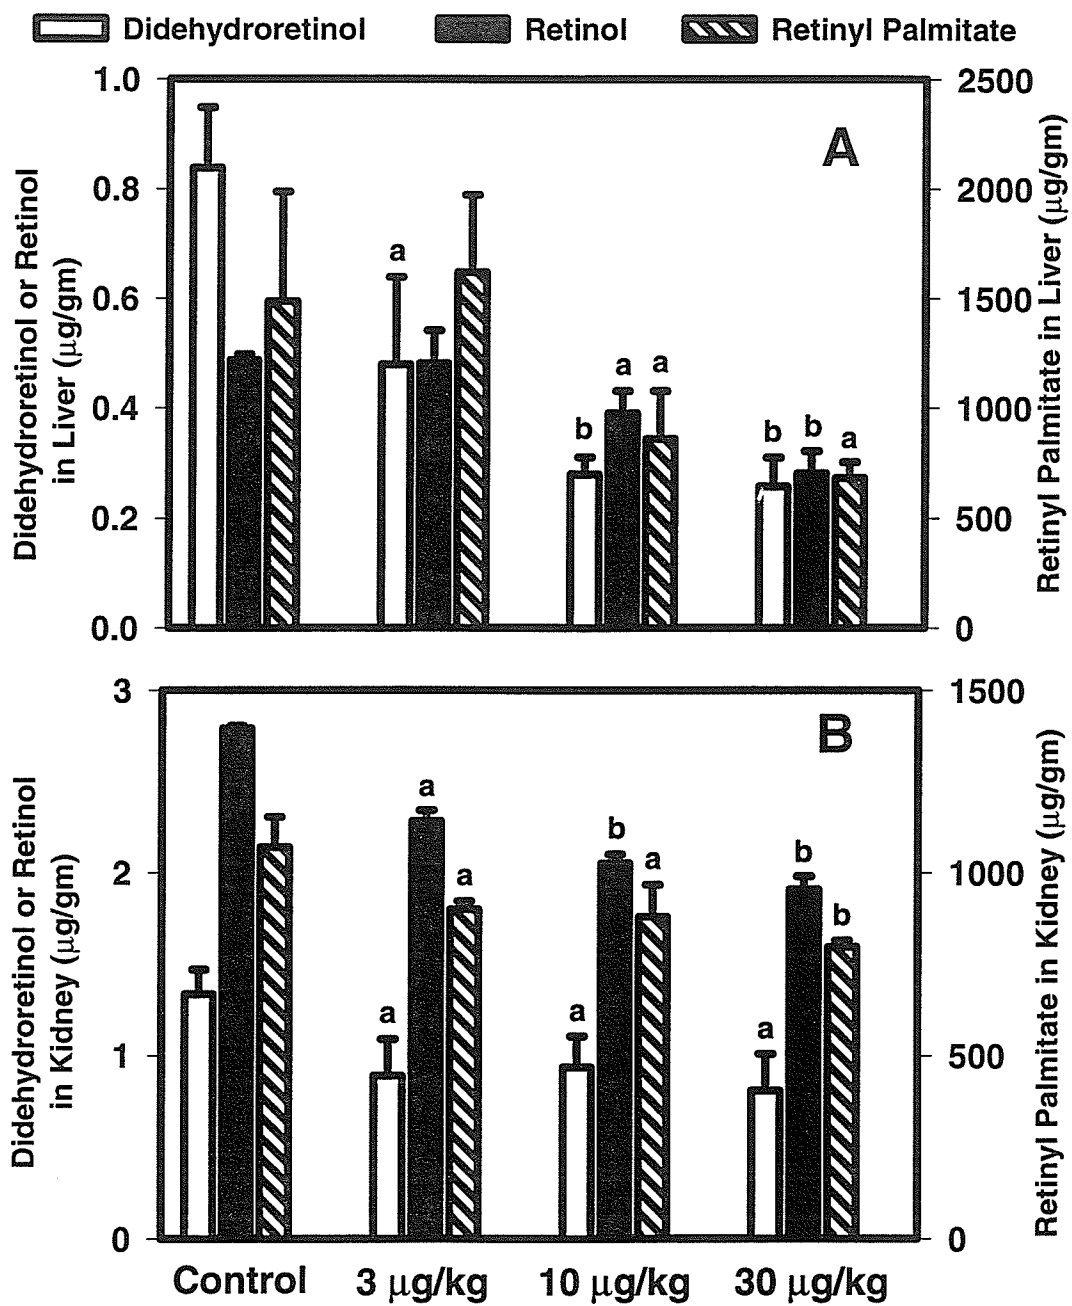 Didehydroretinol Retinol Retinyl Palmitate
1.0 2500
A
0.8 2000
a
0.6 1500
a a
0.4 1000
b b b a
0.2 500
0.0 0
Didehydroretinol or Retinol
in Liver (μg/gm)
Retinyl Palmitate in Liver (μg/gm)
3 1500
B
a
b b
2 a a 1000
b
a a a
1 500
0 0
Didehydroretinol or Retinol
in Kidney (μg/gm)
Retinyl Palmitate in Kidney (μg/gm)
Control 3 μg/kg 10 μg/kg 30 μg/kg